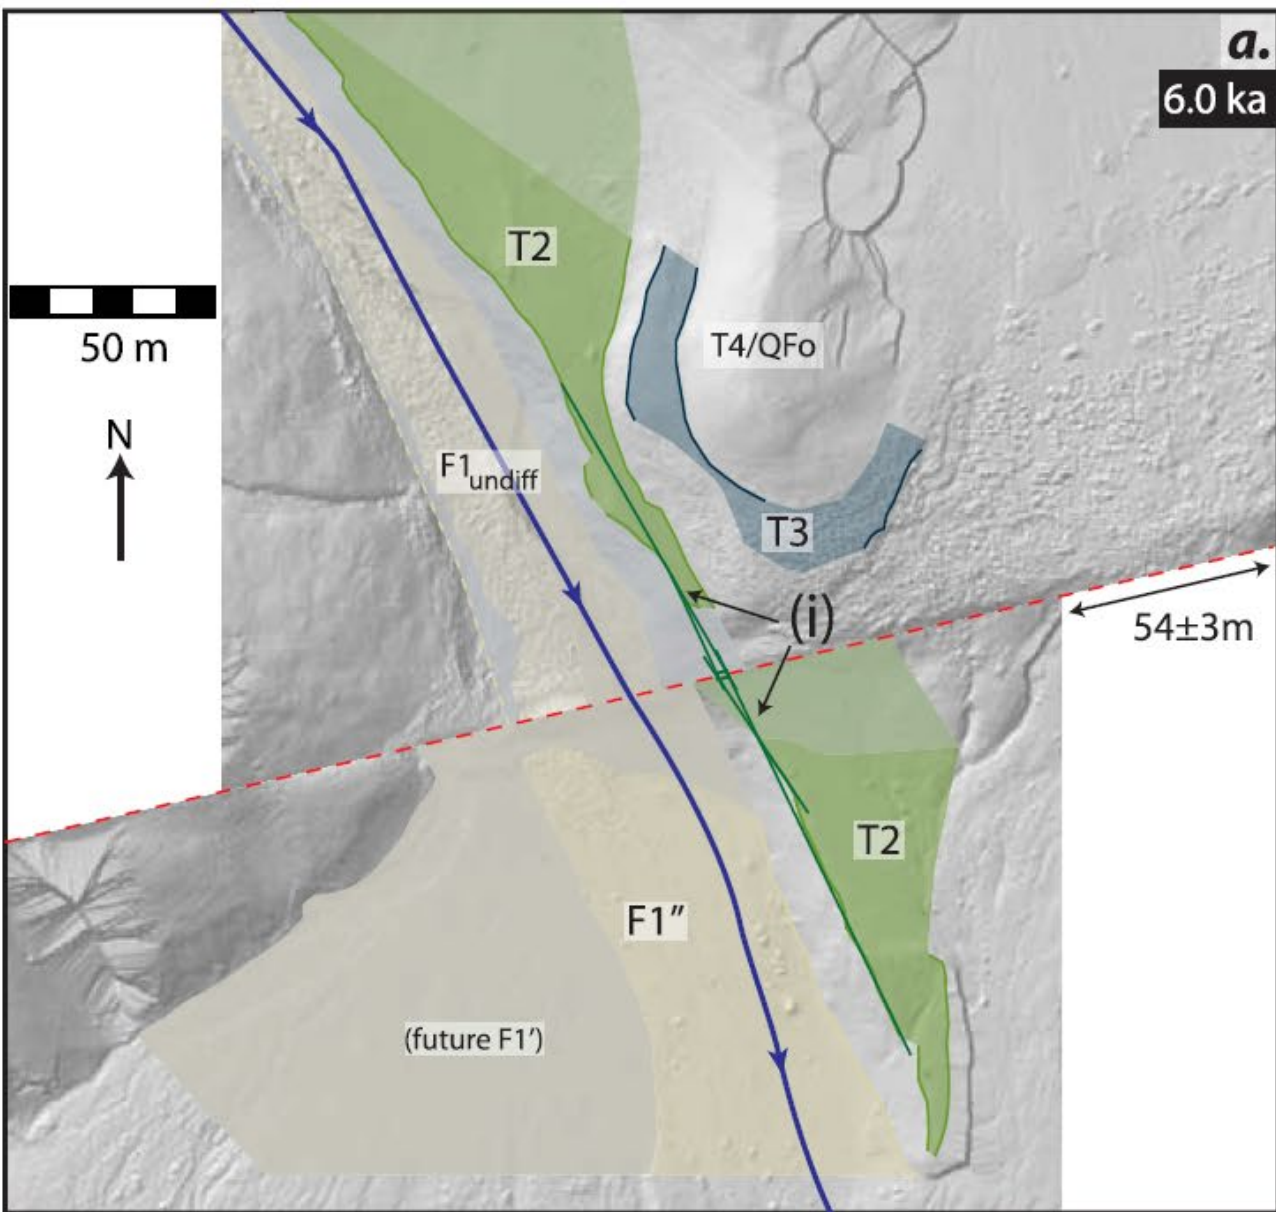 a.
6.0 ka
T2
50 m
T4/QFo
N
F1undiff
T3
(i)
54±3m
T2
F1″
(future F1')